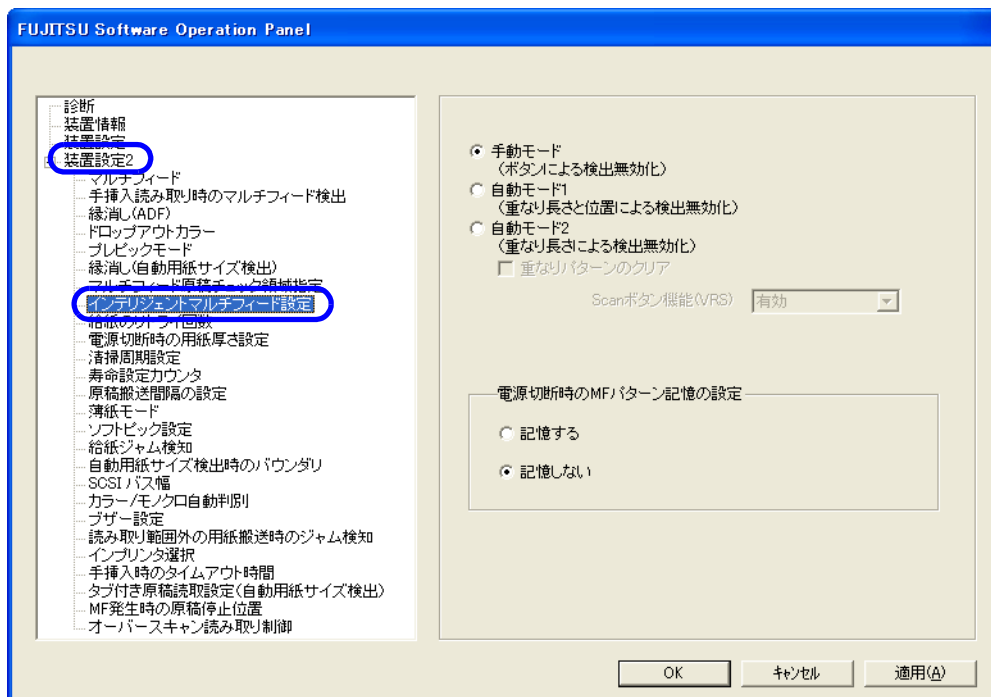 FUJITSU Software Operation Panel
診断
装置情報
装置設定
装置設定2
マルチフィード
手挿入読み取り時のマルチフィード検出
縁消し(ADF)
ドロップアウトカラー
プレピックモード
縁消し(自動用紙サイズ検出)
マルチフィード原稿チェック領域指定
インテリジェントマルチフィード設定
給紙のリトライ回数
電源切断時の用紙厚さ設定
清掃周期設定
寿命設定カウンタ
原稿搬送間隔の設定
薄紙モード
ソフトピック設定
給紙ジャム検知
自動用紙サイズ検出時のバウンダリ
SCSI バス幅
カラー/モノクロ自動判別
ブザー設定
読み取り範囲外の用紙搬送時のジャム検知
インプリンタ選択
手挿入時のタイムアウト時間
タブ付き原稿読取設定(自動用紙サイズ検出)
MF発生時の原稿停止位置
オーバースキャン読み取り制御
手動モード
(ボタンによる検出無効化)
自動モード1
(重なり長さと位置による検出無効化)
自動モード2
(重なり長さによる検出無効化)
重なりパターンのクリア
Scanボタン機能(VRS) 有効
電源切断時のMFパターン記憶の設定
記憶する
記憶しない
OK キャンセル 適用(A)